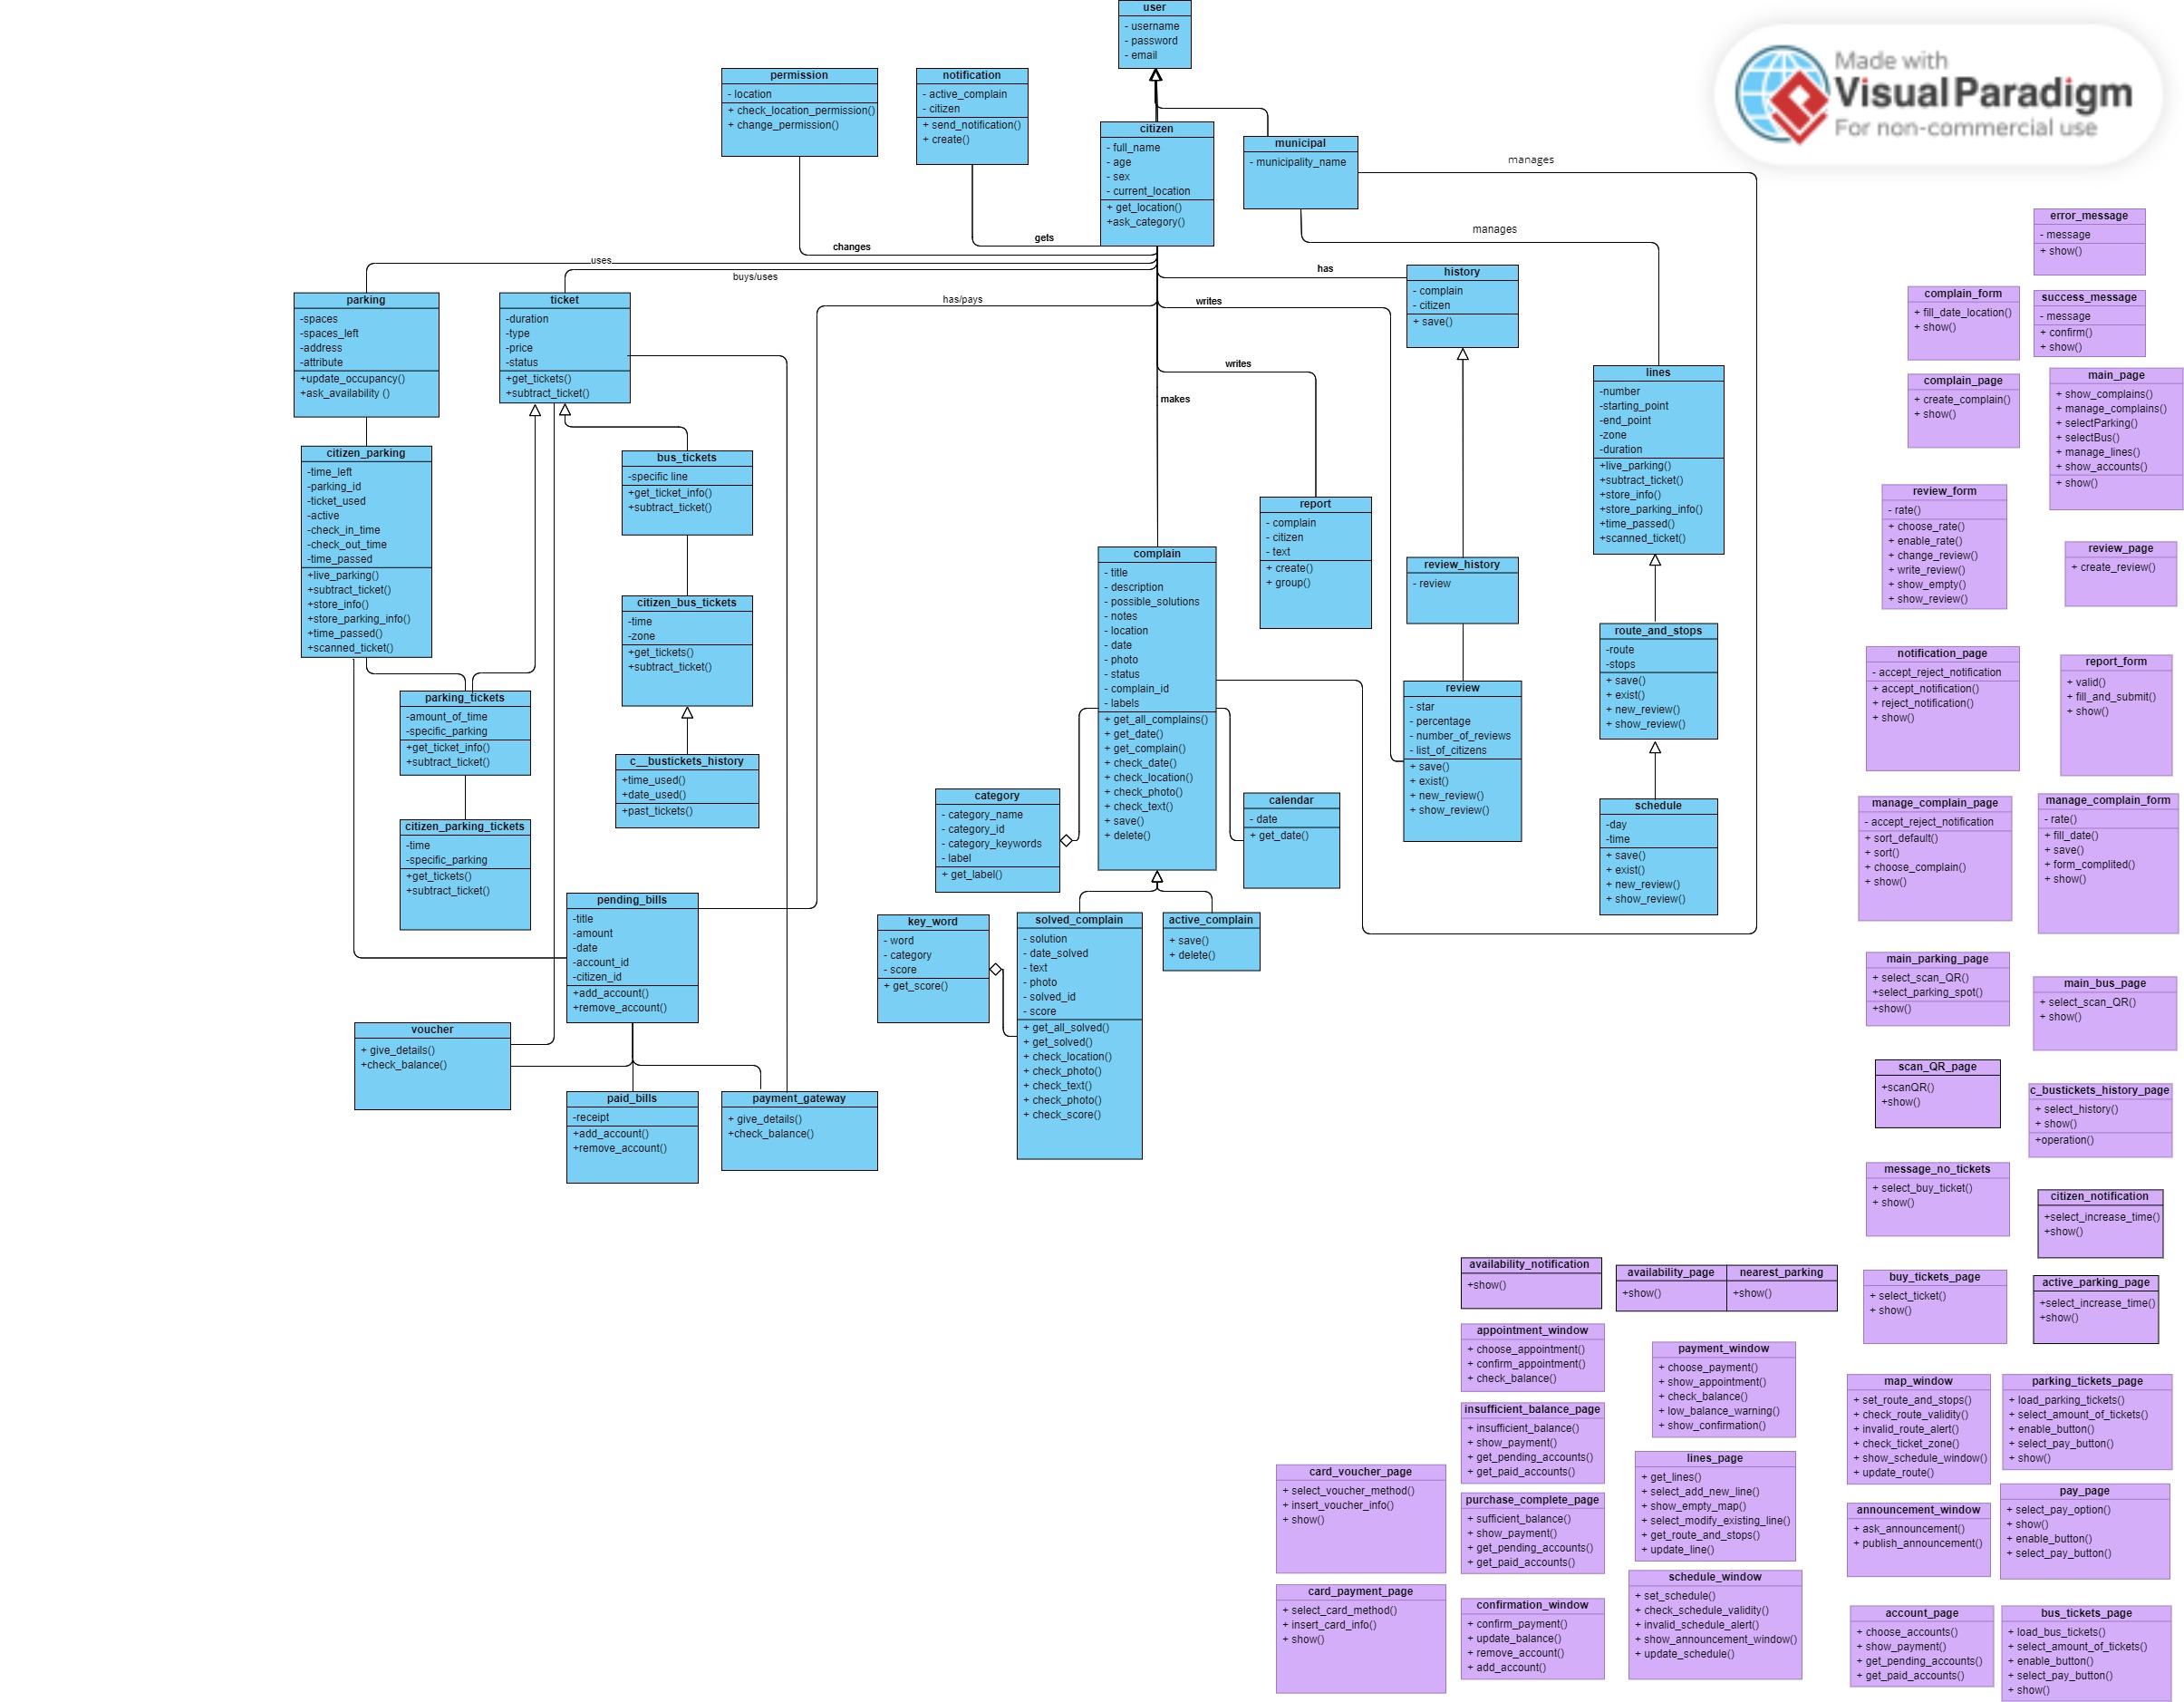 user
- username
- password
- email
Made with
Visual Paradigm
For non-commercial use
permission
- location
+ check_location_permission()
+ change_permission()
notification
- active_complain
- citizen
+ send_notification()
+ create()
citizen
- full_name
- age
- sex
- current_location
+ get_location()
+ask_category()
municipal
- municipality_name
manages
manages
changes
gets
uses
buys/uses
has/pays
has
writes
writes
makes
parking
-spaces
-spaces_left
-address
-attribute
+update_occupancy()
+ask_availability ()
ticket
-duration
-type
-price
-status
+get_tickets()
+subtract_ticket()
history
- complain
- citizen
+ save()
lines
-number
-starting_point
-end_point
-zone
-duration
+live_parking()
+subtract_ticket()
+store_info()
+store_parking_info()
+time_passed()
+scanned_ticket()
citizen_parking
-time_left
-parking_id
-ticket_used
-active
-check_in_time
-check_out_time
-time_passed
+live_parking()
+subtract_ticket()
+store_info()
+store_parking_info()
+time_passed()
+scanned_ticket()
bus_tickets
-specific line
+get_ticket_info()
+subtract_ticket()
citizen_bus_tickets
-time
-zone
+get_tickets()
+subtract_ticket()
c__bustickets_history
+time_used()
+date_used()
+past_tickets()
parking_tickets
-amount_of_time
-specific_parking
+get_ticket_info()
+subtract_ticket()
citizen_parking_tickets
-time
-specific_parking
+get_tickets()
+subtract_ticket()
report
- complain
- citizen
- text
+ create()
+ group()
complain
- title
- description
- possible_solutions
- notes
- location
- date
- photo
- status
- complain_id
- labels
+ get_all_complains()
+ get_date()
+ get_complain()
+ check_date()
+ check_location()
+ check_photo()
+ check_text()
+ save()
+ delete()
review_history
- review
review
- star
- percentage
- number_of_reviews
- list_of_citizens
+ save()
+ exist()
+ new_review()
+ show_review()
route_and_stops
-route
-stops
+ save()
+ exist()
+ new_review()
+ show_review()
schedule
-day
-time
+ save()
+ exist()
+ new_review()
+ show_review()
category
- category_name
- category_id
- category_keywords
- label
+ get_label()
calendar
- date
+ get_date()
key_word
- word
- category
- score
+ get_score()
solved_complain
- solution
- date_solved
- text
- photo
- solved_id
- score
+ get_all_solved()
+ get_solved()
+ check_location()
+ check_photo()
+ check_text()
+ check_photo()
+ check_score()
active_complain
+ save()
+ delete()
pending_bills
-title
-amount
-date
-account_id
-citizen_id
+add_account()
+remove_account()
voucher
+ give_details()
+check_balance()
paid_bills
-receipt
+add_account()
+remove_account()
payment_gateway
+ give_details()
+check_balance()
error_message
- message
+ show()
complain_form
+ fill_date_location()
+ show()
success_message
- message
+ confirm()
+ show()
complain_page
+ create_complain()
+ show()
main_page
+ show_complains()
+ manage_complains()
+ selectParking()
+ selectBus()
+ manage_lines()
+ show_accounts()
+ show()
review_form
- rate()
+ choose_rate()
+ enable_rate()
+ change_review()
+ write_review()
+ show_empty()
+ show_review()
review_page
+ create_review()
notification_page
- accept_reject_notification
+ accept_notification()
+ reject_notification()
+ show()
report_form
+ valid()
+ fill_and_submit()
+ show()
manage_complain_page
- accept_reject_notification
+ sort_default()
+ sort()
+ choose_complain()
+ show()
manage_complain_form
- rate()
+ fill_date()
+ save()
+ form_complited()
+ show()
main_parking_page
+ select_scan_QR()
+select_parking_spot()
+show()
main_bus_page
+ select_scan_QR()
+ show()
scan_QR_page
+scanQR()
+show()
c_bustickets_history_page
+ select_history()
+ show()
+operation()
message_no_tickets
+ select_buy_ticket()
+ show()
citizen_notification
+select_increase_time()
+show()
availability_notification
+show()
availability_page
+show()
nearest_parking
+show()
buy_tickets_page
+ select_ticket()
+ show()
active_parking_page
+select_increase_time()
+show()
appointment_window
+ choose_appointment()
+ confirm_appointment()
+ check_balance()
payment_window
+ choose_payment()
+ show_appointment()
+ check_balance()
+ low_balance_warning()
+ show_confirmation()
map_window
+ set_route_and_stops()
+ check_route_validity()
+ invalid_route_alert()
+ check_ticket_zone()
+ show_schedule_window()
+ update_route()
parking_tickets_page
+ load_parking_tickets()
+ select_amount_of_tickets()
+ enable_button()
+ select_pay_button()
+ show()
insufficient_balance_page
+ insufficient_balance()
+ show_payment()
+ get_pending_accounts()
+ get_paid_accounts()
lines_page
+ get_lines()
+ select_add_new_line()
+ show_empty_map()
+ select_modify_existing_line()
+ get_route_and_stops()
+ update_line()
card_voucher_page
+ select_voucher_method()
+ insert_voucher_info()
+ show()
purchase_complete_page
+ sufficient_balance()
+ show_payment()
+ get_pending_accounts()
+ get_paid_accounts()
announcement_window
+ ask_announcement()
+ publish_announcement()
pay_page
+ select_pay_option()
+ show()
+ enable_button()
+ select_pay_button()
card_payment_page
+ select_card_method()
+ insert_card_info()
+ show()
confirmation_window
+ confirm_payment()
+ update_balance()
+ remove_account()
+ add_account()
schedule_window
+ set_schedule()
+ check_schedule_validity()
+ invalid_schedule_alert()
+ show_announcement_window()
+ update_schedule()
account_page
+ choose_accounts()
+ show_payment()
+ get_pending_accounts()
+ get_paid_accounts()
bus_tickets_page
+ load_bus_tickets()
+ select_amount_of_tickets()
+ enable_button()
+ select_pay_button()
+ show()